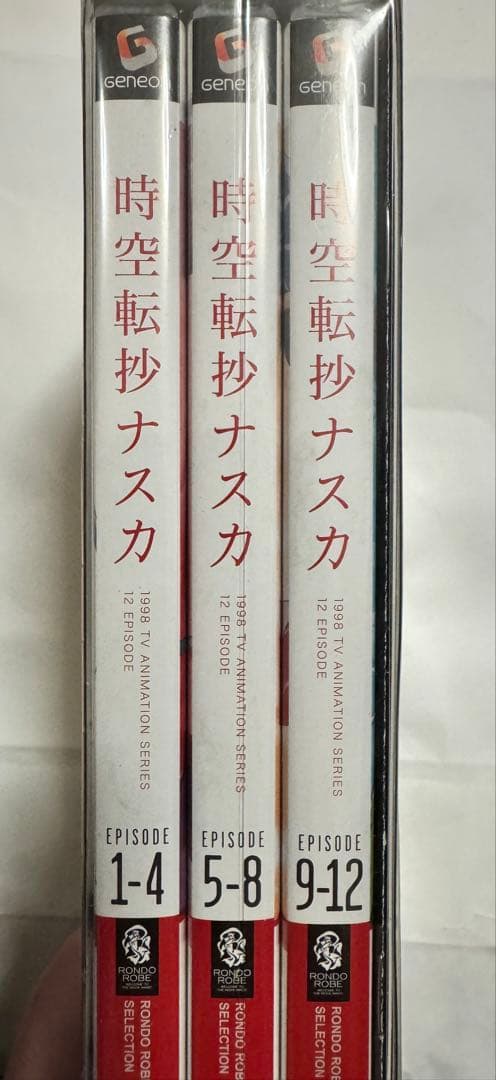 GENEON
時空転抄ナスカ
1998 TV ANIMATION SERIES
12 EPISODE
EPISODE
1-4
RONDO
ROBE
RONDO ROBE
SELECTION
GENEON
時空転抄ナスカ
1998 TV ANIMATION SERIES
12 EPISODE
EPISODE
5-8
RONDO
ROBE
RONDO ROBE
SELECTION
GENEON
時空転抄ナスカ
1998 TV ANIMATION SERIES
12 EPISODE
EPISODE
9-12
RONDO
ROBE
RONDO ROBE
SELECTION